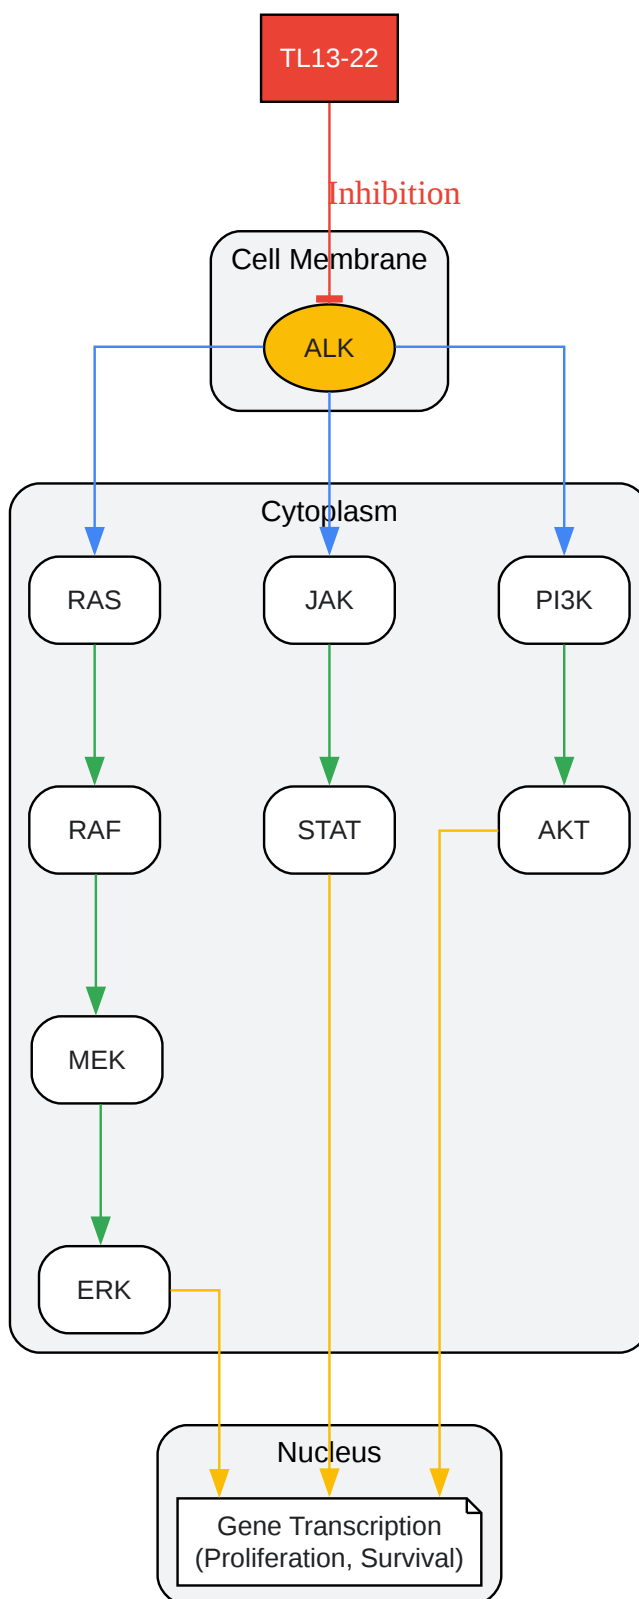 TL13-22
Inhibition
Cell Membrane
ALK
Cytoplasm
RAS
JAK
PI3K
RAF
STAT
AKT
MEK
ERK
Nucleus
Gene Transcription
(Proliferation, Survival)